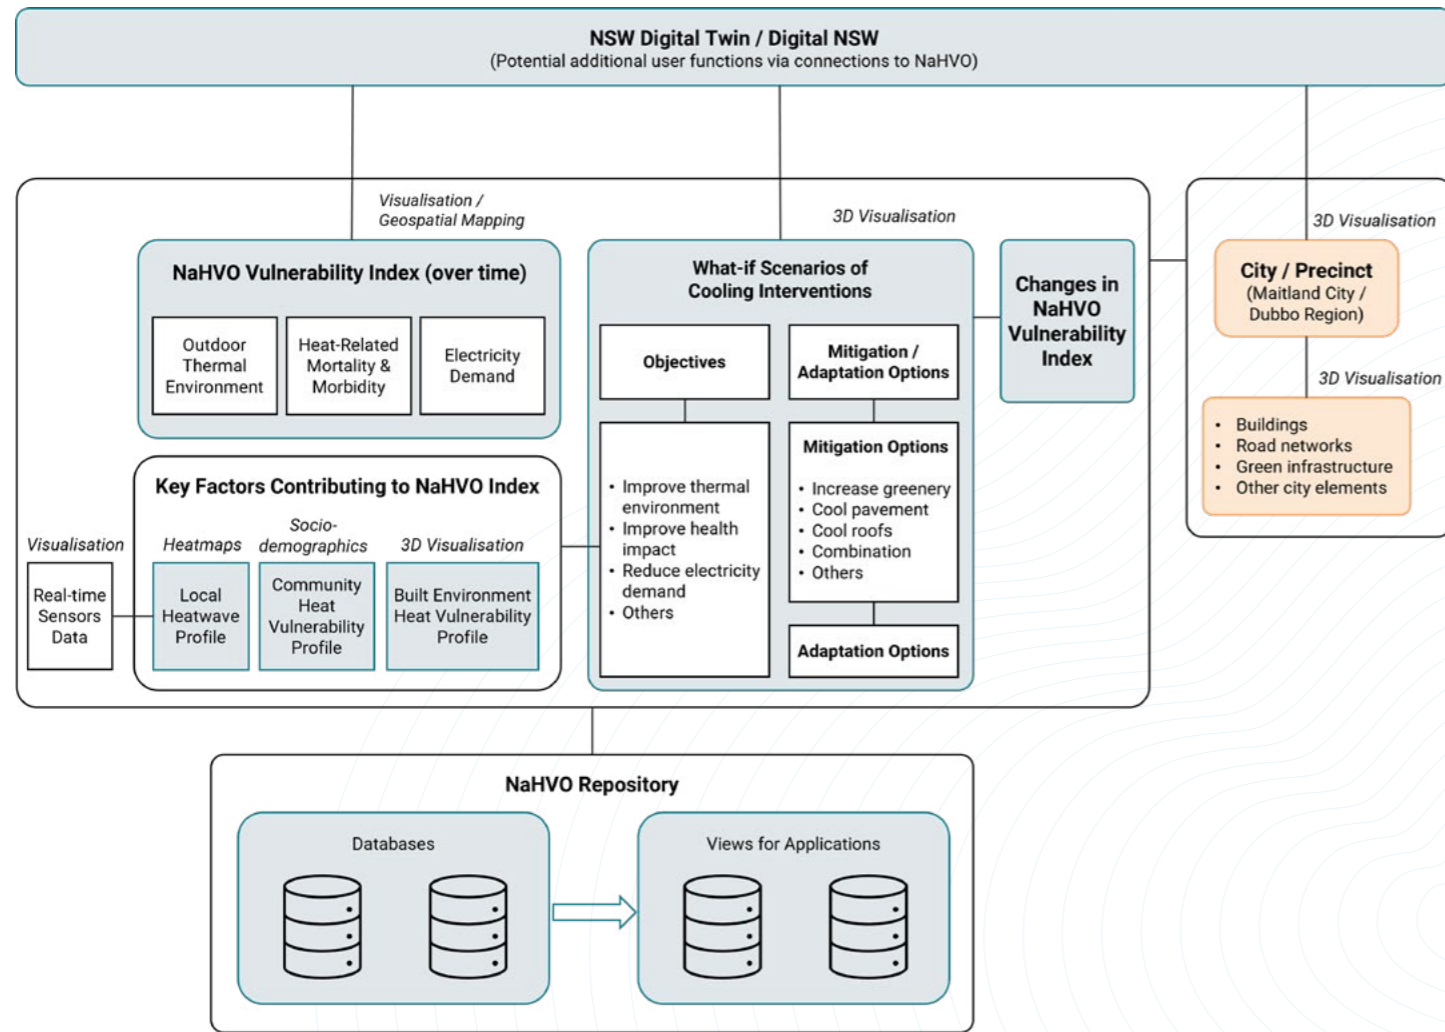 NSW Digital Twin / Digital NSW
(Potential additional user functions via connections to NaHVO)
Visualisation /
Geospatial Mapping
3D Visualisation
3D Visualisation
NaHVO Vulnerability Index (over time)
Outdoor
Thermal
Environment
Heat-Related
Mortality &
Morbidity
Electricity
Demand
What-if Scenarios of
Cooling Interventions
Objectives
Mitigation /
Adaptation Options
• Improve thermal
environment
• Improve health
impact
• Reduce electricity
demand
• Others
Mitigation Options
• Increase greenery
• Cool pavement
• Cool roofs
• Combination
• Others
Adaptation Options
Changes in
NaHVO
Vulnerability
Index
City / Precinct
(Maitland City /
Dubbo Region)
3D Visualisation
• Buildings
• Road networks
• Green infrastructure
• Other city elements
Key Factors Contributing to NaHVO Index
Visualisation
Heatmaps
Socio-
demographics
3D Visualisation
Real-time
Sensors
Data
Local
Heatwave
Profile
Community
Heat
Vulnerability
Profile
Built Environment
Heat Vulnerability
Profile
NaHVO Repository
Databases
Views for Applications